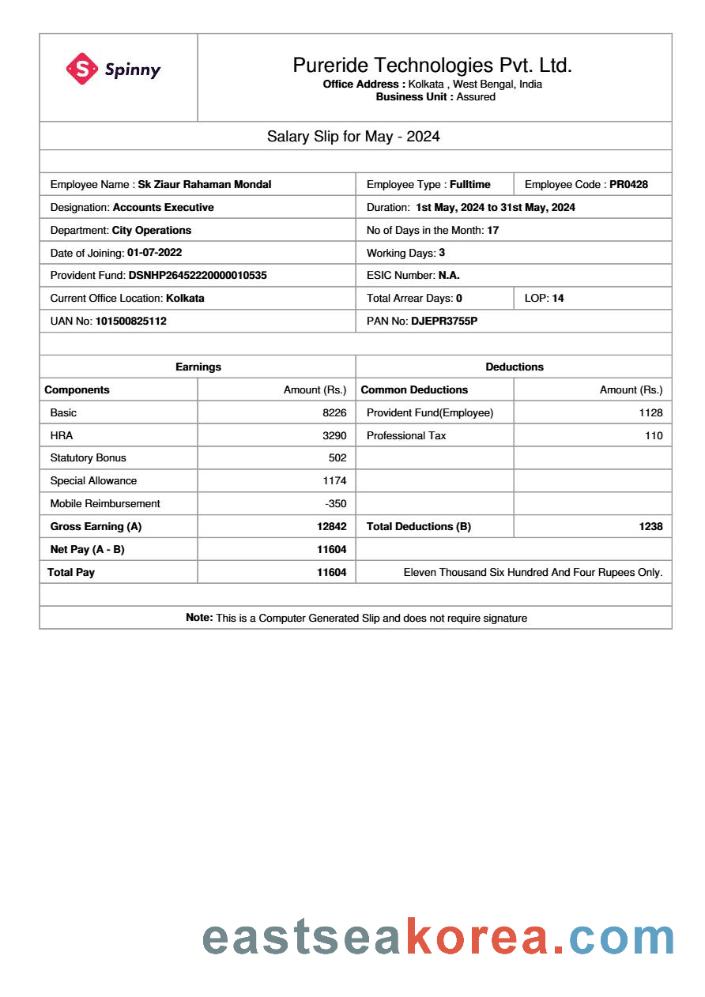 Spinny
Pureride Technologies Pvt. Ltd.
Office Address : Kolkata , West Bengal, India
Business Unit : Assured
Salary Slip for May - 2024
Employee Name : Sk Ziaur Rahaman Mondal Employee Type : Fulltime Employee Code : PR0428
Designation: Accounts Executive Duration: 1st May, 2024 to 31st May, 2024
Department: City Operations No of Days in the Month: 17
Date of Joining: 01-07-2022 Working Days: 3
Provident Fund: DSNHP26452220000010535 ESIC Number: N.A.
Current Office Location: Kolkata Total Arrear Days: 0 LOP: 14
UAN No: 101500825112 PAN No: DJEPR3755P
Earnings Deductions
Components Amount (Rs.) Common Deductions Amount (Rs.)
Basic 8226 Provident Fund(Employee) 1128
HRA 3290 Professional Tax 110
Statutory Bonus 502
Special Allowance 1174
Mobile Reimbursement -350
Gross Earning (A) 12842 Total Deductions (B) 1238
Net Pay (A - B) 11604
Total Pay 11604 Eleven Thousand Six Hundred And Four Rupees Only.
Note: This is a Computer Generated Slip and does not require signature
eastseakorea.com